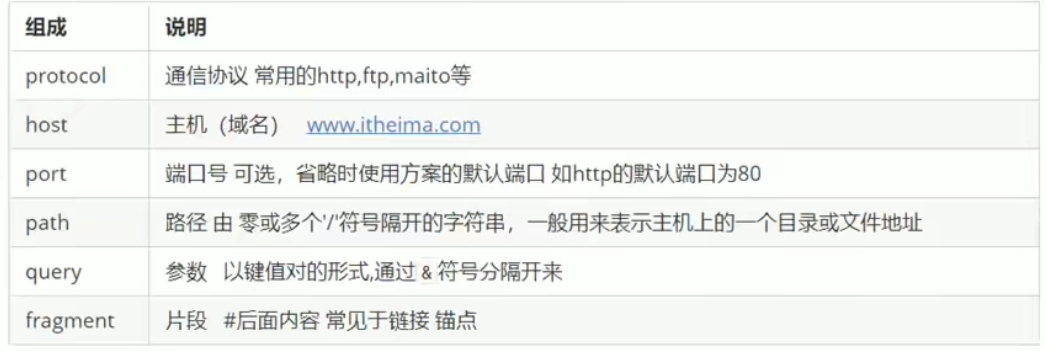 组成 说明
protocol 通信协议 常用的http,ftp,maito等
host 主机（域名） www.itheima.com
port 端口号 可选，省略时使用方案的默认端口 如http的默认端口为80
path 路径 由 零或多个'/'符号隔开的字符串，一般用来表示主机上的一个目录或文件地址
query 参数 以键值对的形式,通过 & 符号分隔开来
fragment 片段 #后面内容 常见于链接 锚点